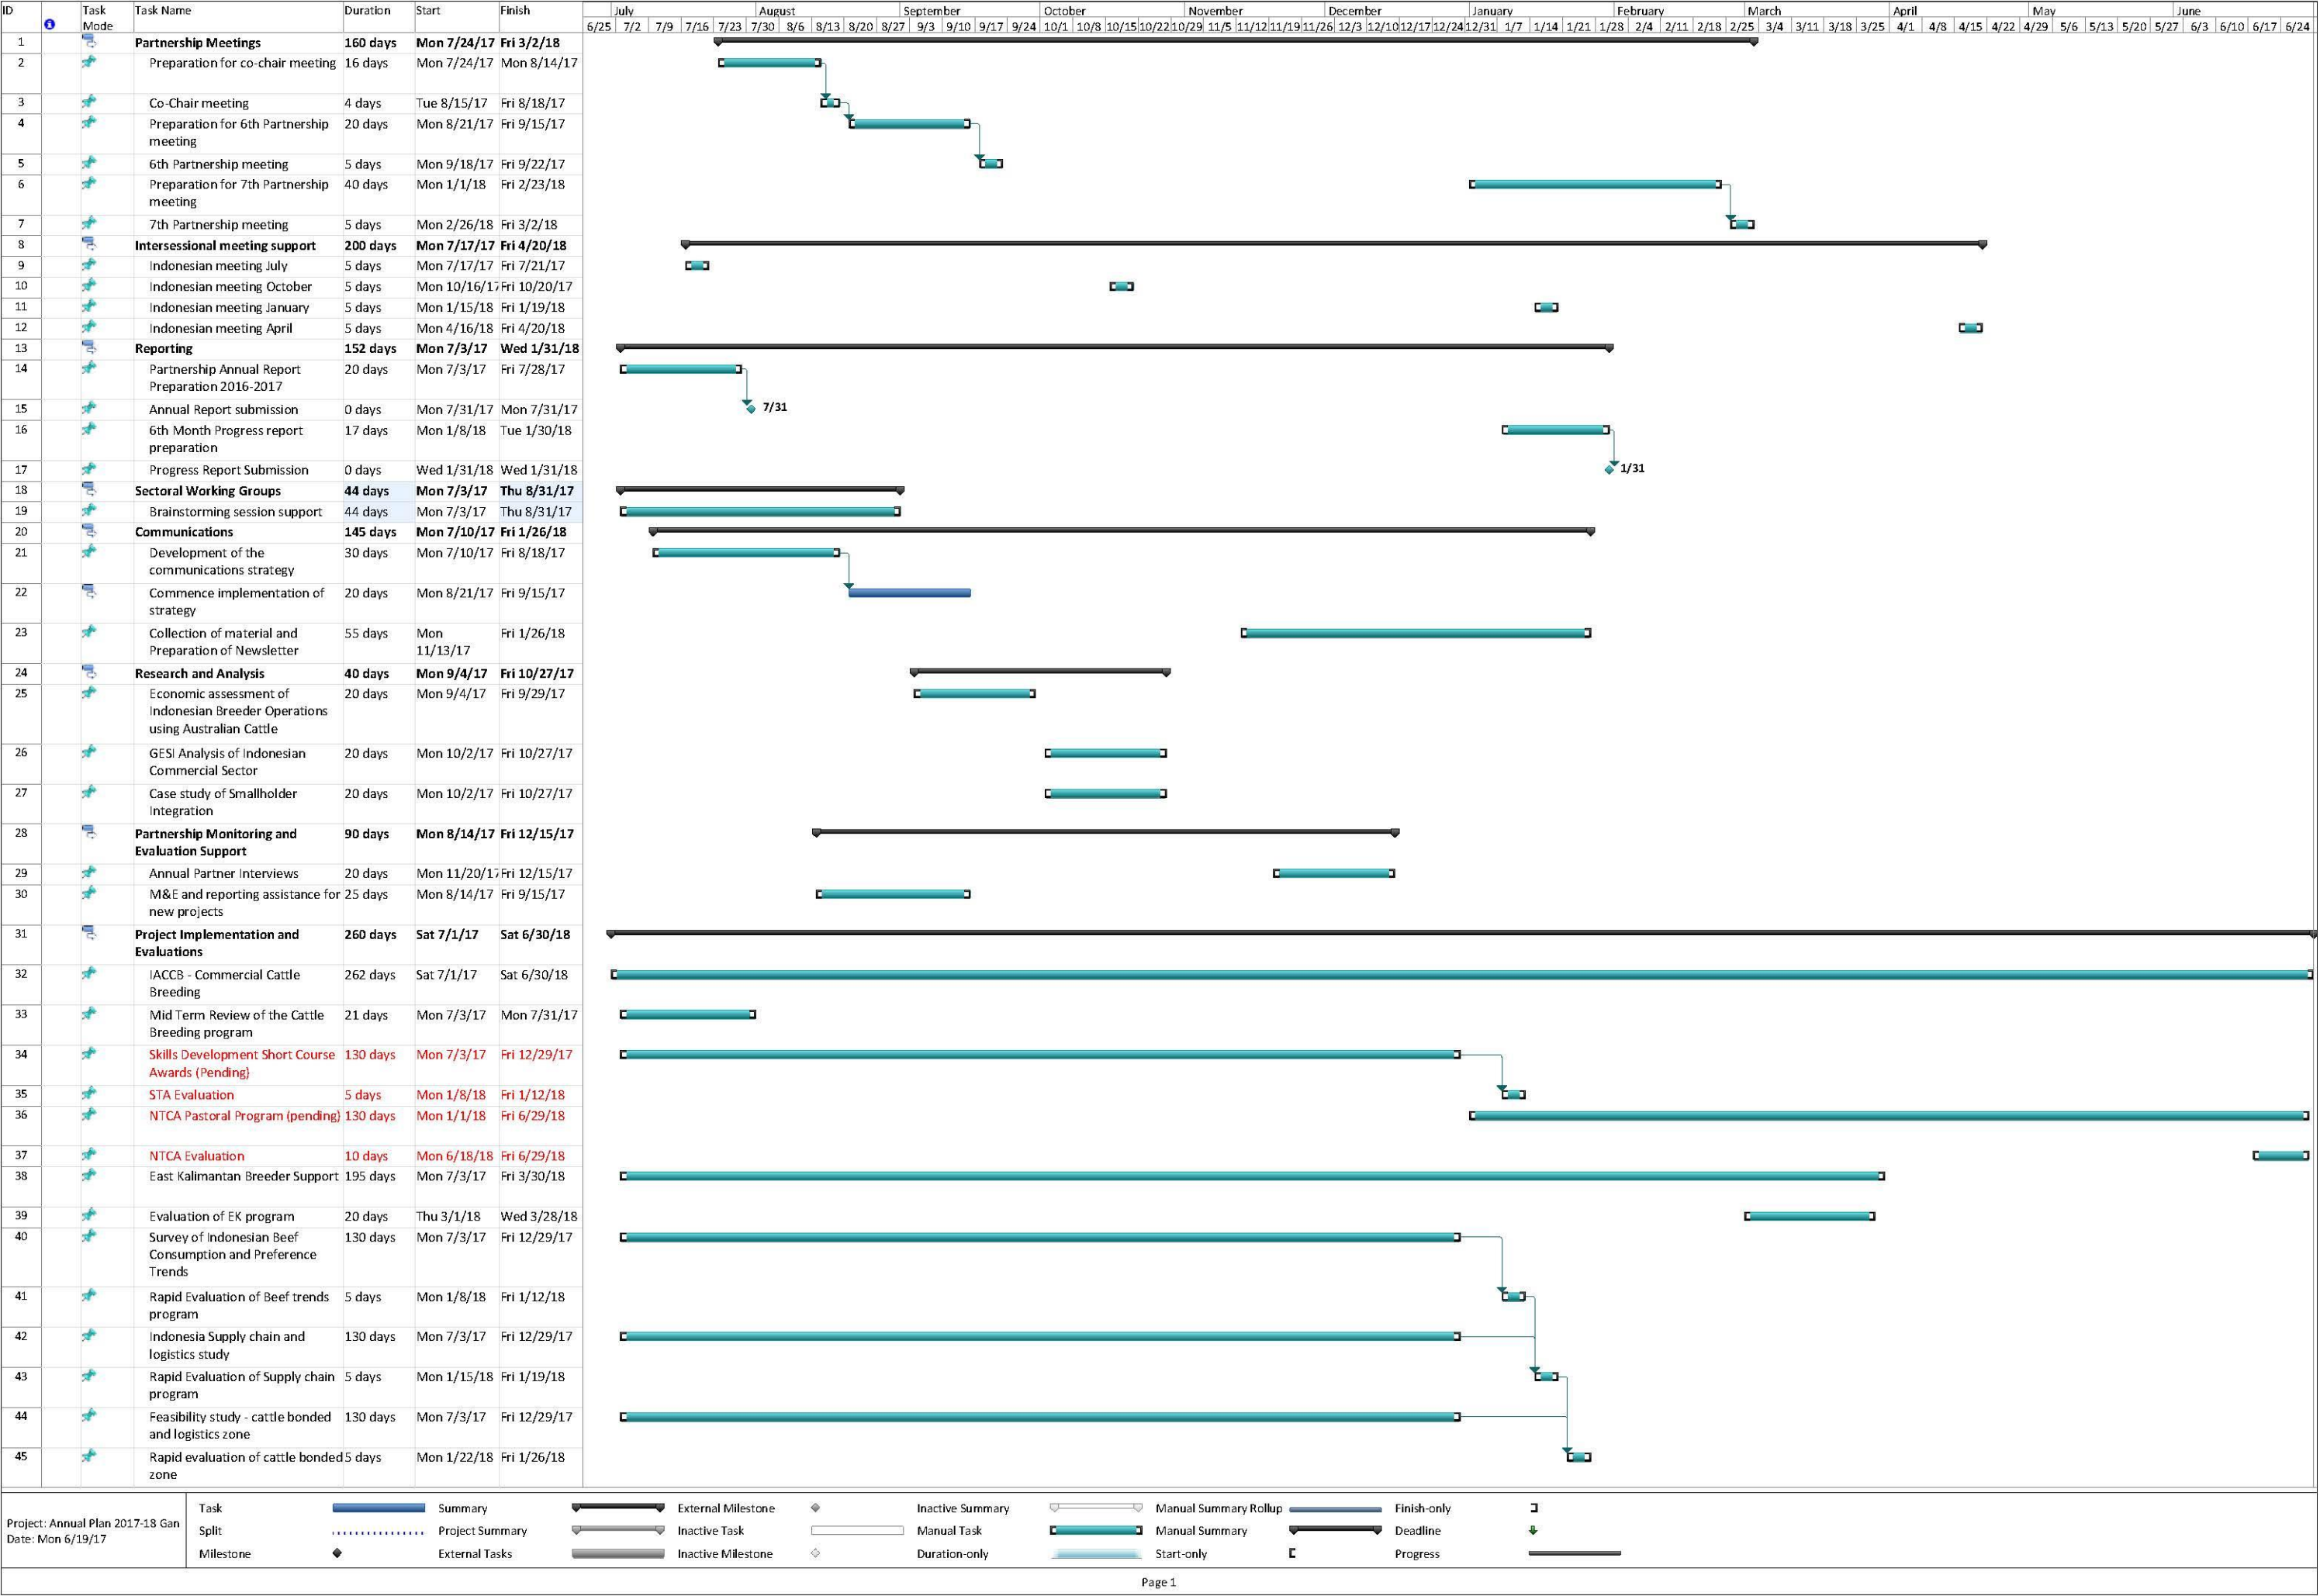 ID Task Mode Task Name Duration Start Finish
July August September October November December January February March April May June
6/25 7/2 7/9 7/16 7/23 7/30 8/6 8/13 8/20 8/27 9/3 9/10 9/17 9/24 10/1 10/8 10/15 10/22 10/29 11/5 11/12 11/19 11/26 12/3 12/10 12/17 12/24 12/31 1/7 1/14 1/21 1/28 2/4 2/11 2/18 2/25 3/4 3/11 3/18 3/25 4/1 4/8 4/15 4/22 4/29 5/6 5/13 5/20 5/27 6/3 6/10 6/17 6/24
1 Partnership Meetings 160 days Mon 7/24/17 Fri 3/2/18
2 Preparation for co-chair meeting 16 days Mon 7/24/17 Mon 8/14/17
3 Co-Chair meeting 4 days Tue 8/15/17 Fri 8/18/17
4 Preparation for 6th Partnership 20 days Mon 8/21/17 Fri 9/15/17
meeting
5 6th Partnership meeting 5 days Mon 9/18/17 Fri 9/22/17
6 Preparation for 7th Partnership 40 days Mon 1/1/18 Fri 2/23/18
meeting
7 7th Partnership meeting 5 days Mon 2/26/18 Fri 3/2/18
8 Intersessional meeting support 200 days Mon 7/17/17 Fri 4/20/18
9 Indonesian meeting July 5 days Mon 7/17/17 Fri 7/21/17
10 Indonesian meeting October 5 days Mon 10/16/17 Fri 10/20/17
11 Indonesian meeting January 5 days Mon 1/15/18 Fri 1/19/18
12 Indonesian meeting April 5 days Mon 4/16/18 Fri 4/20/18
13 Reporting 152 days Mon 7/3/17 Wed 1/31/18
14 Partnership Annual Report 20 days Mon 7/3/17 Fri 7/28/17
Preparation 2016-2017
15 Annual Report submission 0 days Mon 7/31/17 Mon 7/31/17 7/31
16 6th Month Progress report 17 days Mon 1/8/18 Tue 1/30/18
preparation
17 Progress Report Submission 0 days Wed 1/31/18 Wed 1/31/18 1/31
18 Sectoral Working Groups 44 days Mon 7/3/17 Thu 8/31/17
19 Brainstorming session support 44 days Mon 7/3/17 Thu 8/31/17
20 Communications 145 days Mon 7/10/17 Fri 1/26/18
21 Development of the 30 days Mon 7/10/17 Fri 8/18/17
communications strategy
22 Commence implementation of 20 days Mon 8/21/17 Fri 9/15/17
strategy
23 Collection of material and 55 days Mon Fri 1/26/18
Preparation of Newsletter 11/13/17
24 Research and Analysis 40 days Mon 9/4/17 Fri 10/27/17
25 Economic assessment of 20 days Mon 9/4/17 Fri 9/29/17
Indonesian Breeder Operations
using Australian Cattle
26 GESI Analysis of Indonesian 20 days Mon 10/2/17 Fri 10/27/17
Commercial Sector
27 Case study of Smallholder 20 days Mon 10/2/17 Fri 10/27/17
Integration
28 Partnership Monitoring and 90 days Mon 8/14/17 Fri 12/15/17
Evaluation Support
29 Annual Partner Interviews 20 days Mon 11/20/17 Fri 12/15/17
30 M&E and reporting assistance for 25 days Mon 8/14/17 Fri 9/15/17
new projects
31 Project Implementation and 260 days Sat 7/1/17 Sat 6/30/18
Evaluations
32 IACCB - Commercial Cattle 262 days Sat 7/1/17 Sat 6/30/18
Breeding
33 Mid Term Review of the Cattle 21 days Mon 7/3/17 Mon 7/31/17
Breeding program
34 Skills Development Short Course 130 days Mon 7/3/17 Fri 12/29/17
Awards (Pending)
35 STA Evaluation 5 days Mon 1/8/18 Fri 1/12/18
36 NTCA Pastoral Program (pending) 130 days Mon 1/1/18 Fri 6/29/18
37 NTCA Evaluation 10 days Mon 6/18/18 Fri 6/29/18
38 East Kalimantan Breeder Support 195 days Mon 7/3/17 Fri 3/30/18
39 Evaluation of EK program 20 days Thu 3/1/18 Wed 3/28/18
40 Survey of Indonesian Beef 130 days Mon 7/3/17 Fri 12/29/17
Consumption and Preference
Trends
41 Rapid Evaluation of Beef trends 5 days Mon 1/8/18 Fri 1/12/18
program
42 Indonesia Supply chain and 130 days Mon 7/3/17 Fri 12/29/17
logistics study
43 Rapid Evaluation of Supply chain 5 days Mon 1/15/18 Fri 1/19/18
program
44 Feasibility study - cattle bonded 130 days Mon 7/3/17 Fri 12/29/17
and logistics zone
45 Rapid evaluation of cattle bonded 5 days Mon 1/22/18 Fri 1/26/18
zone
Project: Annual Plan 2017-18 Gan
Date: Mon 6/19/17
Task Summary External Milestone Inactive Summary Manual Summary Rollup Finish-only
Split Project Summary Inactive Task Manual Task Manual Summary Deadline
Milestone External Tasks Inactive Milestone Duration-only Start-only Progress
Page 1